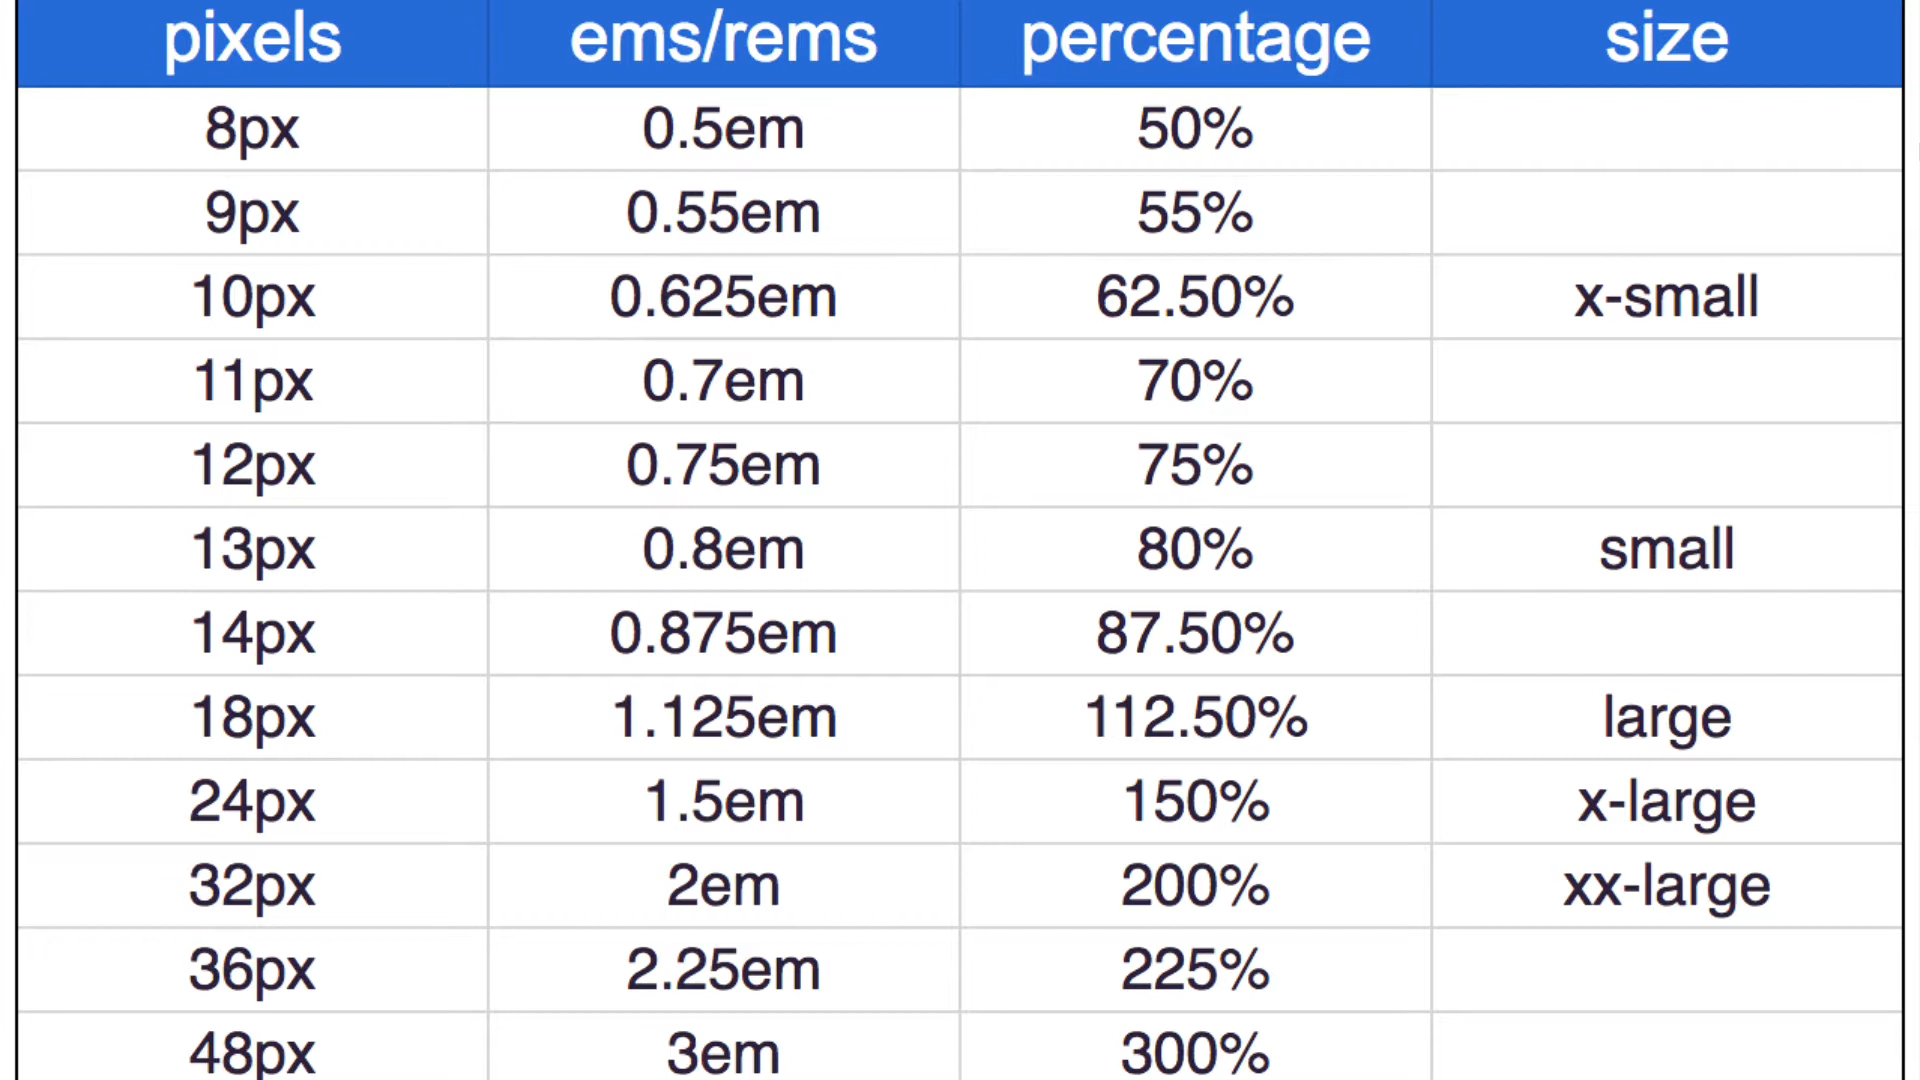 pixels ems/rems percentage size
8px 0.5em 50%
9px 0.55em 55%
10px 0.625em 62.50% x-small
11px 0.7em 70%
12px 0.75em 75%
13px 0.8em 80% small
14px 0.875em 87.50%
18px 1.125em 112.50% large
24px 1.5em 150% x-large
32px 2em 200% xx-large
36px 2.25em 225%
48px 3em 300%